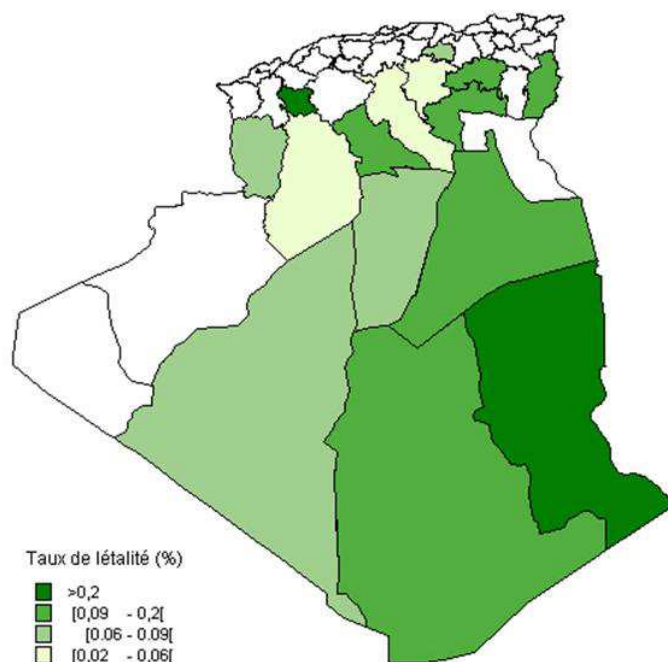 Taux de létalité (%)
>0,2
[0,09 - 0,2[
[0.06 - 0.09[
[0.02 - 0.06[